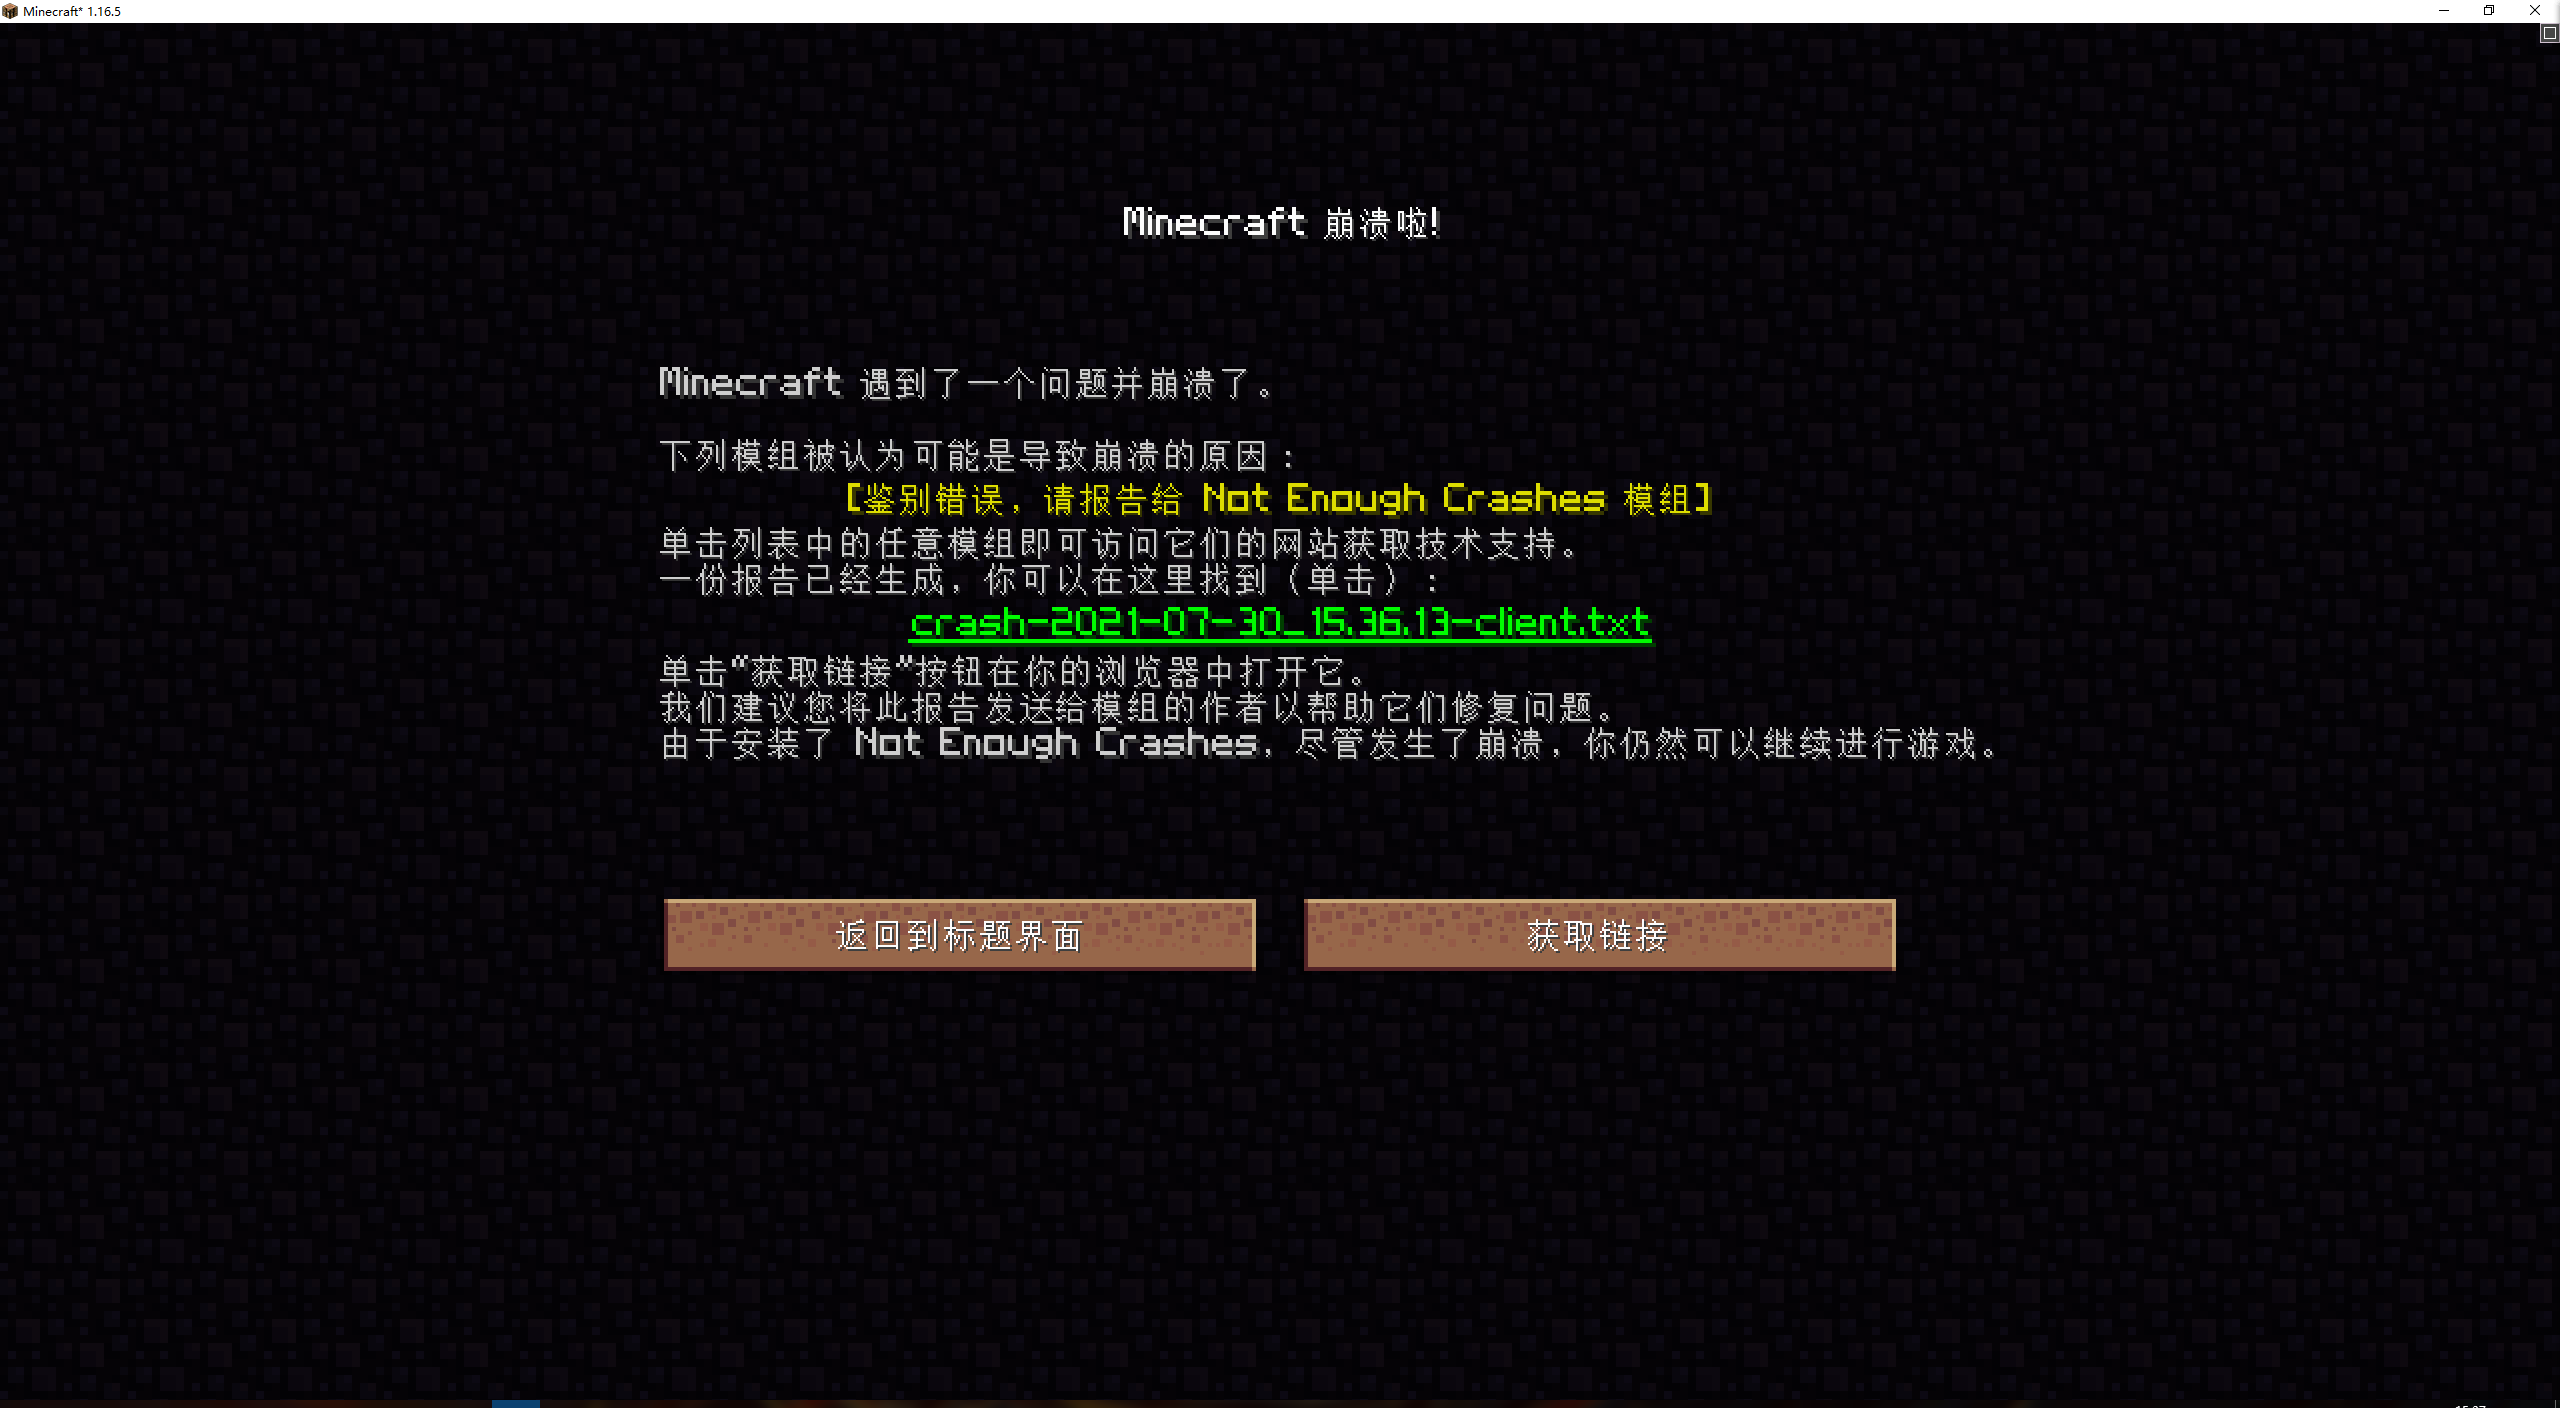 Minecraft* 1.16.5
Minecraft 崩溃啦!
Minecraft 遇到了一个问题并崩溃了。
下列模组被认为可能是导致崩溃的原因：
[鉴别错误，请报告给 Not Enough Crashes 模组]
单击列表中的任意模组即可访问它们的网站获取技术支持。
一份报告已经生成，你可以在这里找到（单击）：
crash-2021-07-30_15.36.13-client.txt
单击"获取链接"按钮在你的浏览器中打开它。
我们建议您将此报告发送给模组的作者以帮助它们修复问题。
由于安装了 Not Enough Crashes，尽管发生了崩溃，你仍然可以继续进行游戏。
返回到标题界面
获取链接